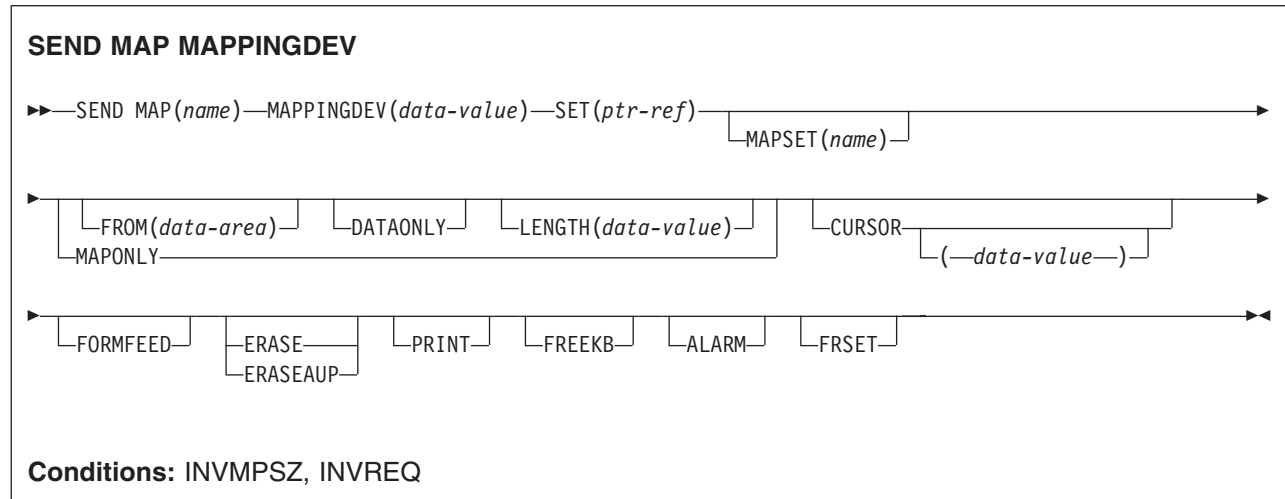 SEND MAP MAPPINGDEV
SEND MAP(name) MAPPINGDEV(data-value) SET(ptr-ref)
MAPSET(name)
FROM(data-area) DATAONLY LENGTH(data-value) CURSOR
MAPONLY (data-value)
FORMFEED ERASE PRINT FREEKB ALARM FRSET
ERASEAUP
Conditions: INVMPSZ, INVREQ